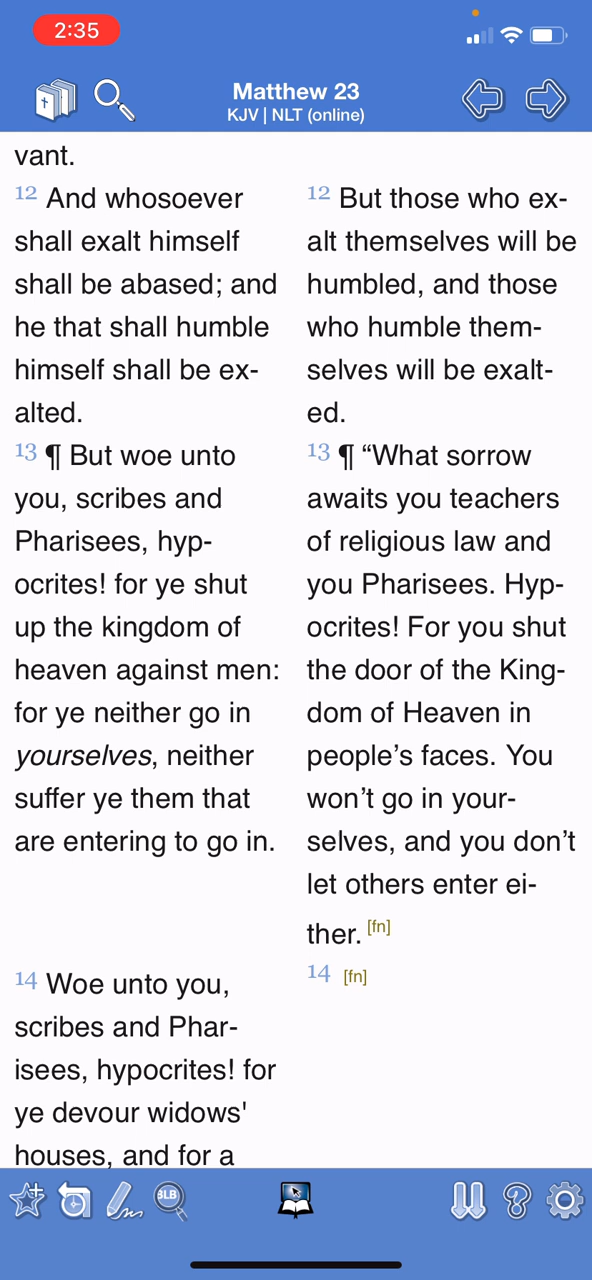 2:35
Matthew 23
KJV | NLT (online)
vant.
12 And whosoever
shall exalt himself
shall be abased; and
he that shall humble
himself shall be ex-
alted.
13 ¶ But woe unto
you, scribes and
Pharisees, hyp-
ocrites! for ye shut
up the kingdom of
heaven against men:
for ye neither go in
yourselves, neither
suffer ye them that
are entering to go in.
14 Woe unto you,
scribes and Phar-
isees, hypocrites! for
ye devour widows'
houses, and for a
12 But those who ex-
alt themselves will be
humbled, and those
who humble them-
selves will be exalt-
ed.
13 ¶ “What sorrow
awaits you teachers
of religious law and
you Pharisees. Hyp-
ocrites! For you shut
the door of the King-
dom of Heaven in
people’s faces. You
won’t go in your-
selves, and you don’t
let others enter ei-
ther. [fn]
14 [fn]
BLB